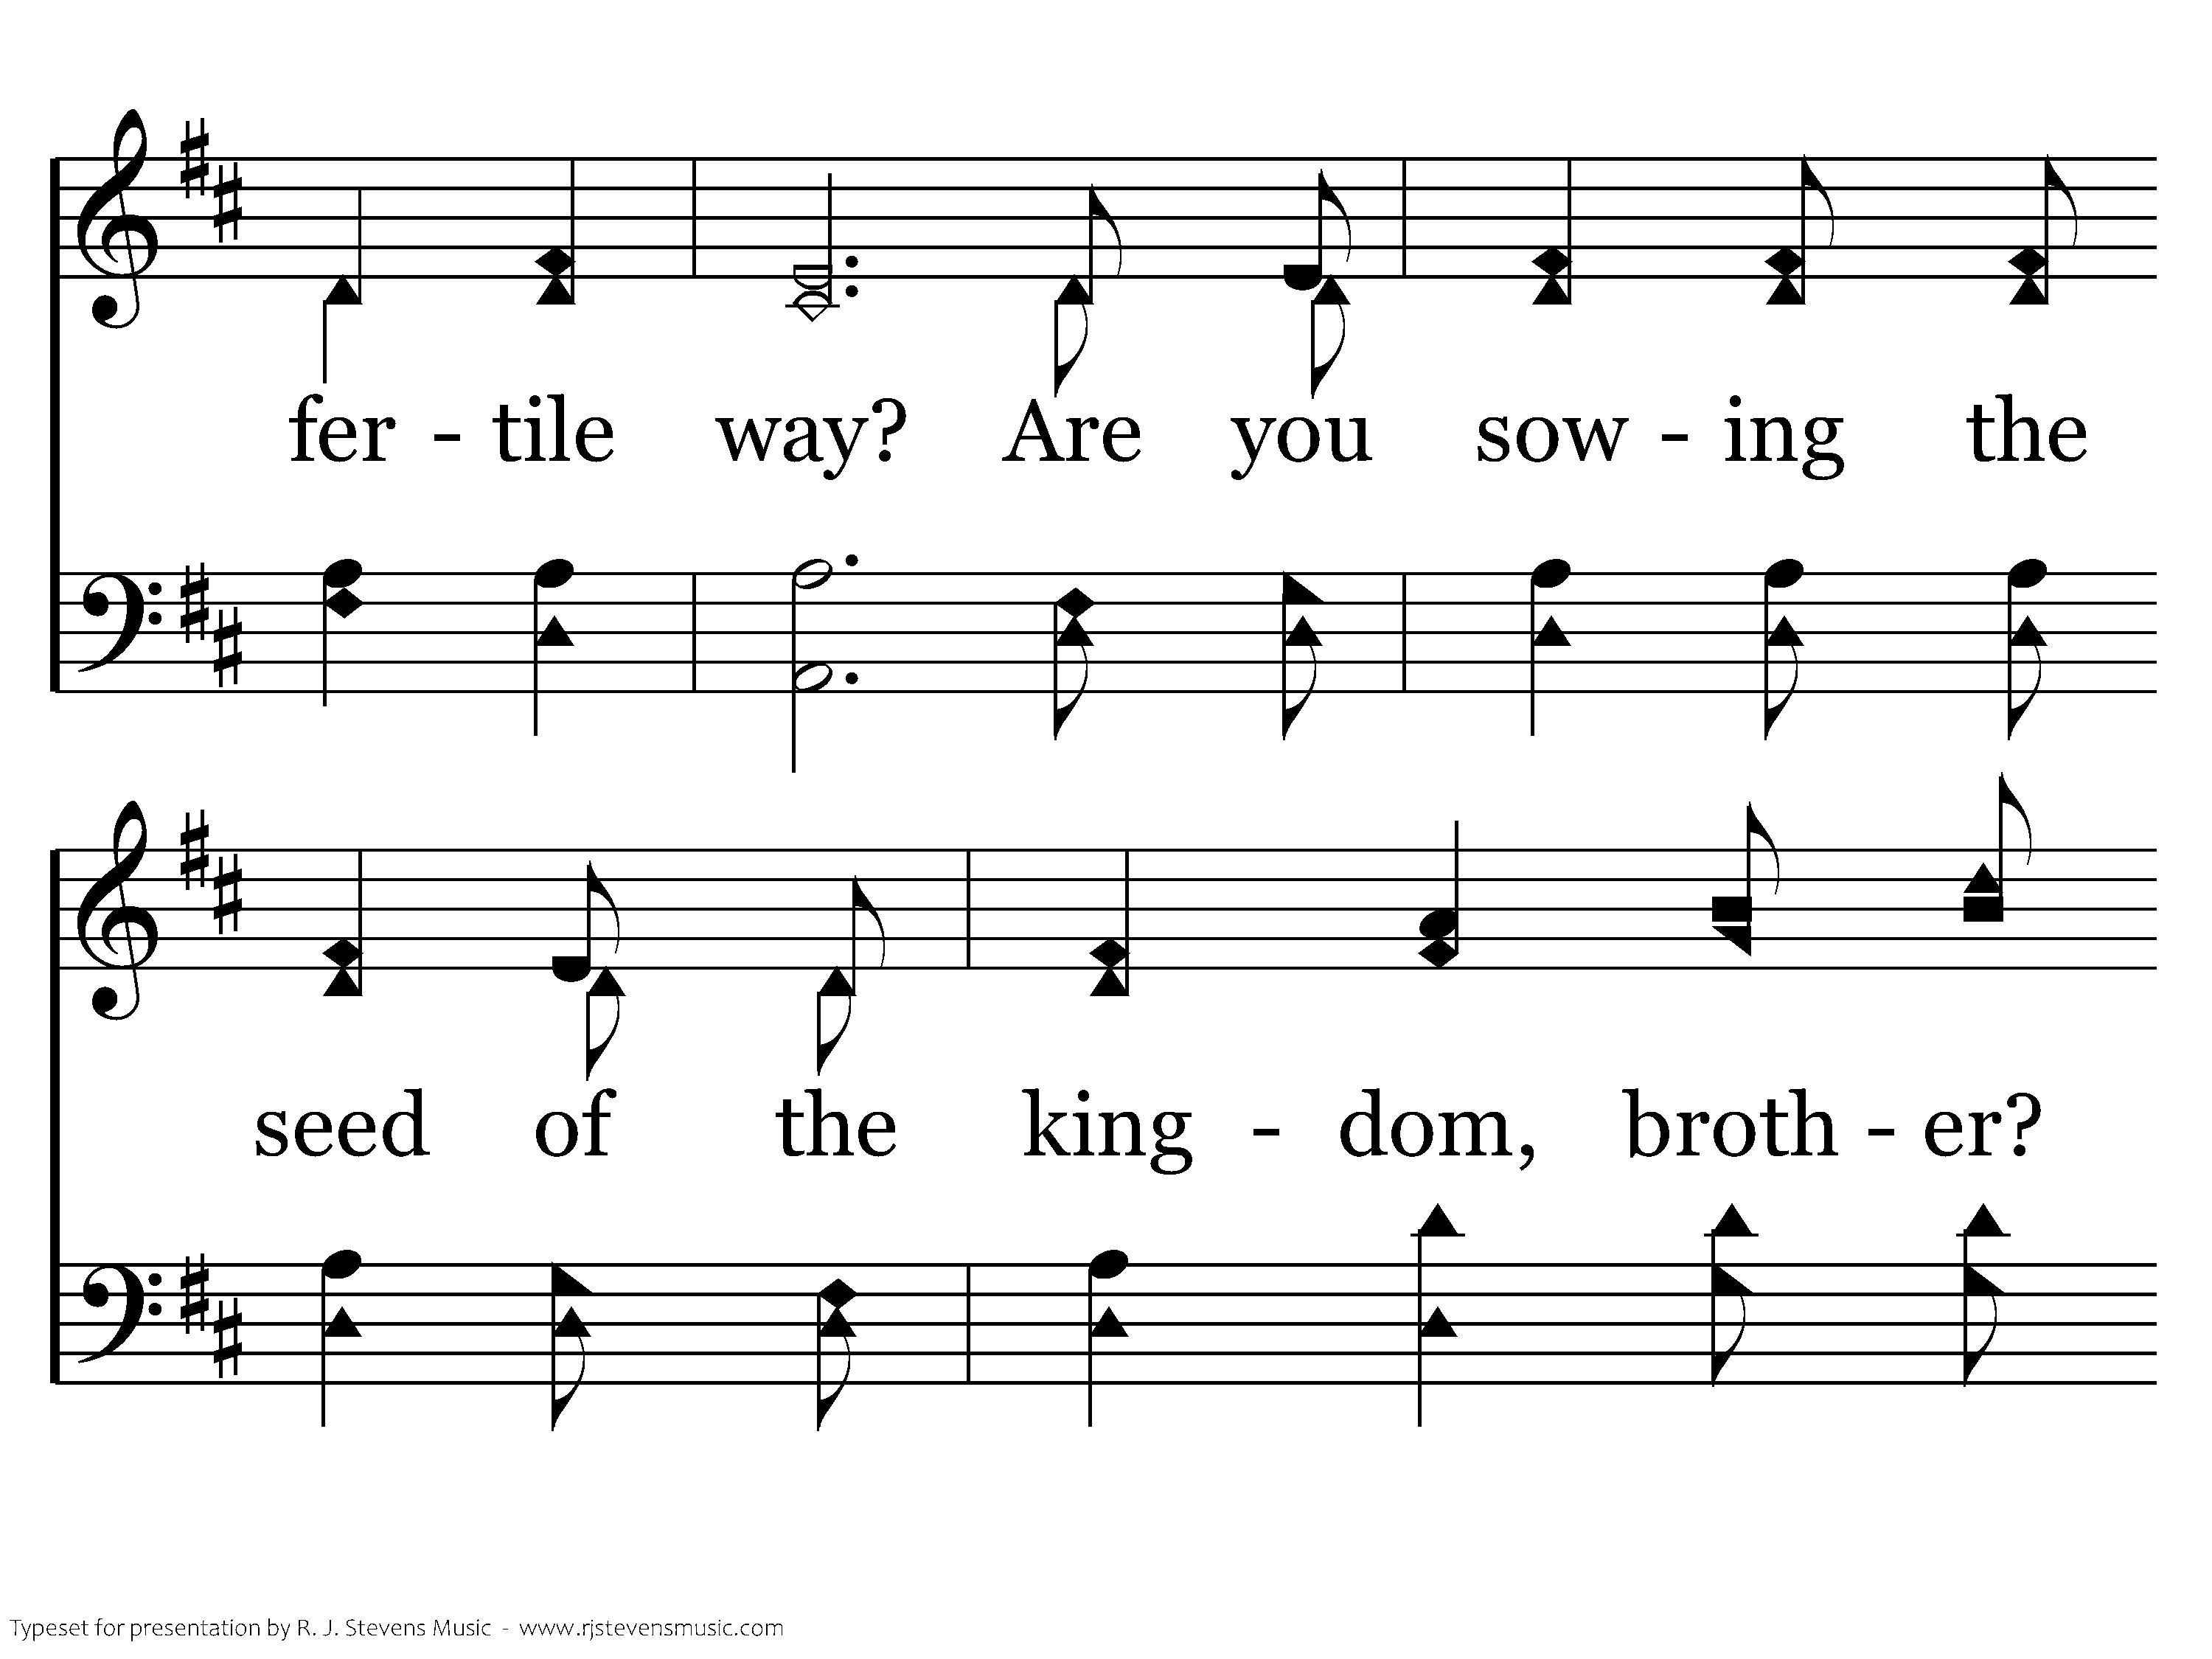 fer - tile way? Are you sow - ing the
seed of the king - dom, broth - er?
Typeset for presentation by R. J. Stevens Music - www.rjstevensmusic.com